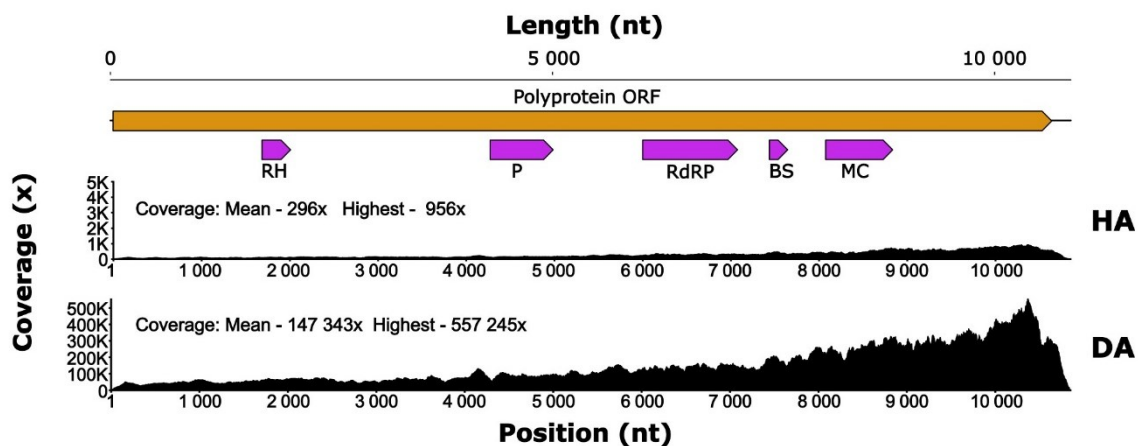 Length (nt)
0 5 000 10 000
Polyprotein ORF
RH P RdRP BS MC
Coverage (x)
5K
4K
3K
2K
1K
0
Coverage: Mean - 296x Highest - 956x
HA
1 1 000 2 000 3 000 4 000 5 000 6 000 7 000 8 000 9 000 10 000
500K
400K
300K
200K
100K
0
Coverage: Mean - 147 343x Highest - 557 245x
DA
1 1 000 2 000 3 000 4 000 5 000 6 000 7 000 8 000 9 000 10 000
Position (nt)